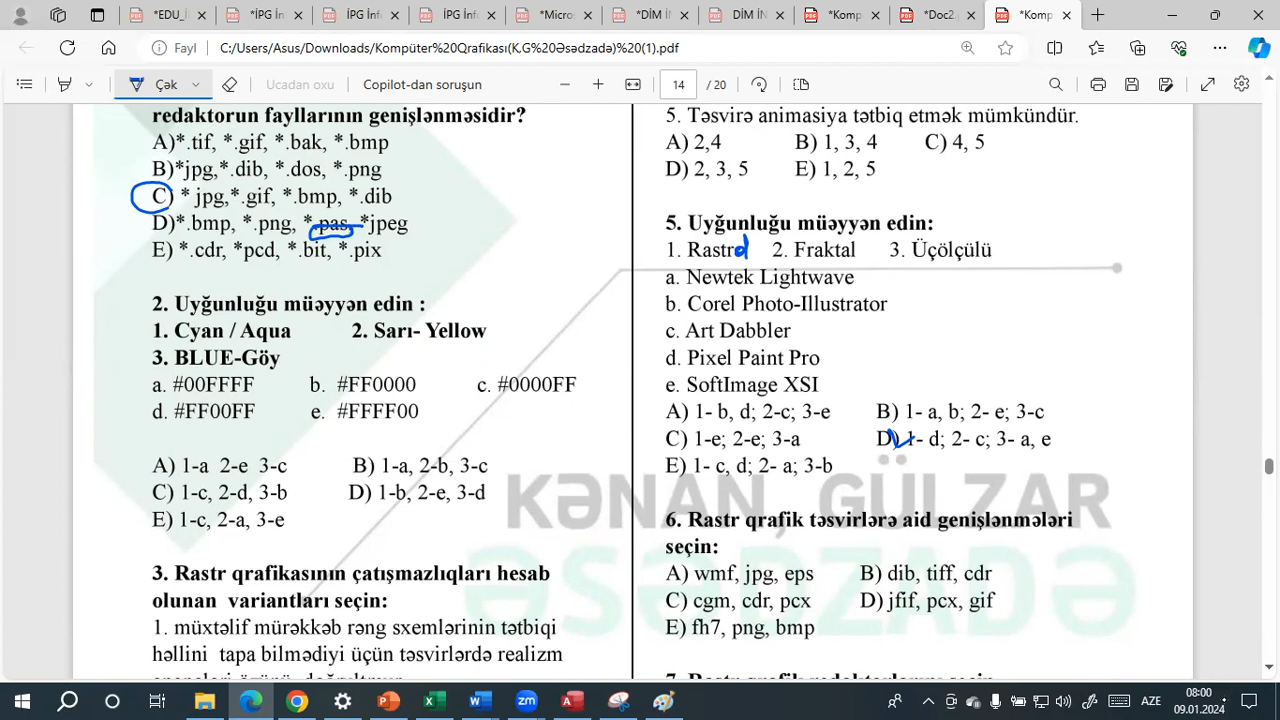 *EDU_İ
*İPG İn
*İPG İnfo
İPG İnfo
*Micros
*DİM İN
DİM İN
*Komp
*Doc2.
*Komp
Fayl C:/Users/Asus/Downloads/Kompüter%20Qrafikası(K,G%20Əsədzadə)%20(1).pdf
Çək Ucadan oxu Copilot-dan soruşun 14 / 20
redaktorun fayllarının genişlənməsidir?
A)*.tif, *.gif, *.bak, *.bmp
B)*jpg,*.dib, *.dos, *.png
C) * jpg,*.gif, *.bmp, *.dib
D)*.bmp, *.png, *.pas, *jpeg
E) *.cdr, *pcd, *.bit, *.pix
2. Uyğunluğu müəyyən edin :
1. Cyan / Aqua 2. Sarı- Yellow
3. BLUE-Göy
a. #00FFFF b. #FF0000 c. #0000FF
d. #FF00FF e. #FFFF00
A) 1-a 2-e 3-c B) 1-a, 2-b, 3-c
C) 1-c, 2-d, 3-b D) 1-b, 2-e, 3-d
E) 1-c, 2-a, 3-e
3. Rastr qrafikasının çatışmazlıqları hesab
olunan variantları seçin:
1. müxtəlif mürəkkəb rəng sxemlərinin tətbiqi
həllini tapa bilmədiyi üçün təsvirlərdə realizm
5. Təsvirə animasiya tətbiq etmək mümkündür.
A) 2,4 B) 1, 3, 4 C) 4, 5
D) 2, 3, 5 E) 1, 2, 5
5. Uyğunluğu müəyyən edin:
1. Rastr d 2. Fraktal 3. Üçölçülü
a. Newtek Lightwave
b. Corel Photo-Illustrator
c. Art Dabbler
d. Pixel Paint Pro
e. SoftImage XSI
A) 1- b, d; 2-c; 3-e B) 1- a, b; 2- e; 3-c
C) 1-e; 2-e; 3-a D) 1- d; 2- c; 3- a, e
E) 1- c, d; 2- a; 3-b
6. Rastr qrafik təsvirlərə aid genişlənmələri
seçin:
A) wmf, jpg, eps B) dib, tiff, cdr
C) cgm, cdr, pcx D) jfif, pcx, gif
E) fh7, png, bmp
7. Rastr qrafik redaktorları seçin
KƏNAN, GÜLZAR
ƏSƏDZADƏ
AZE
08:00
09.01.2024